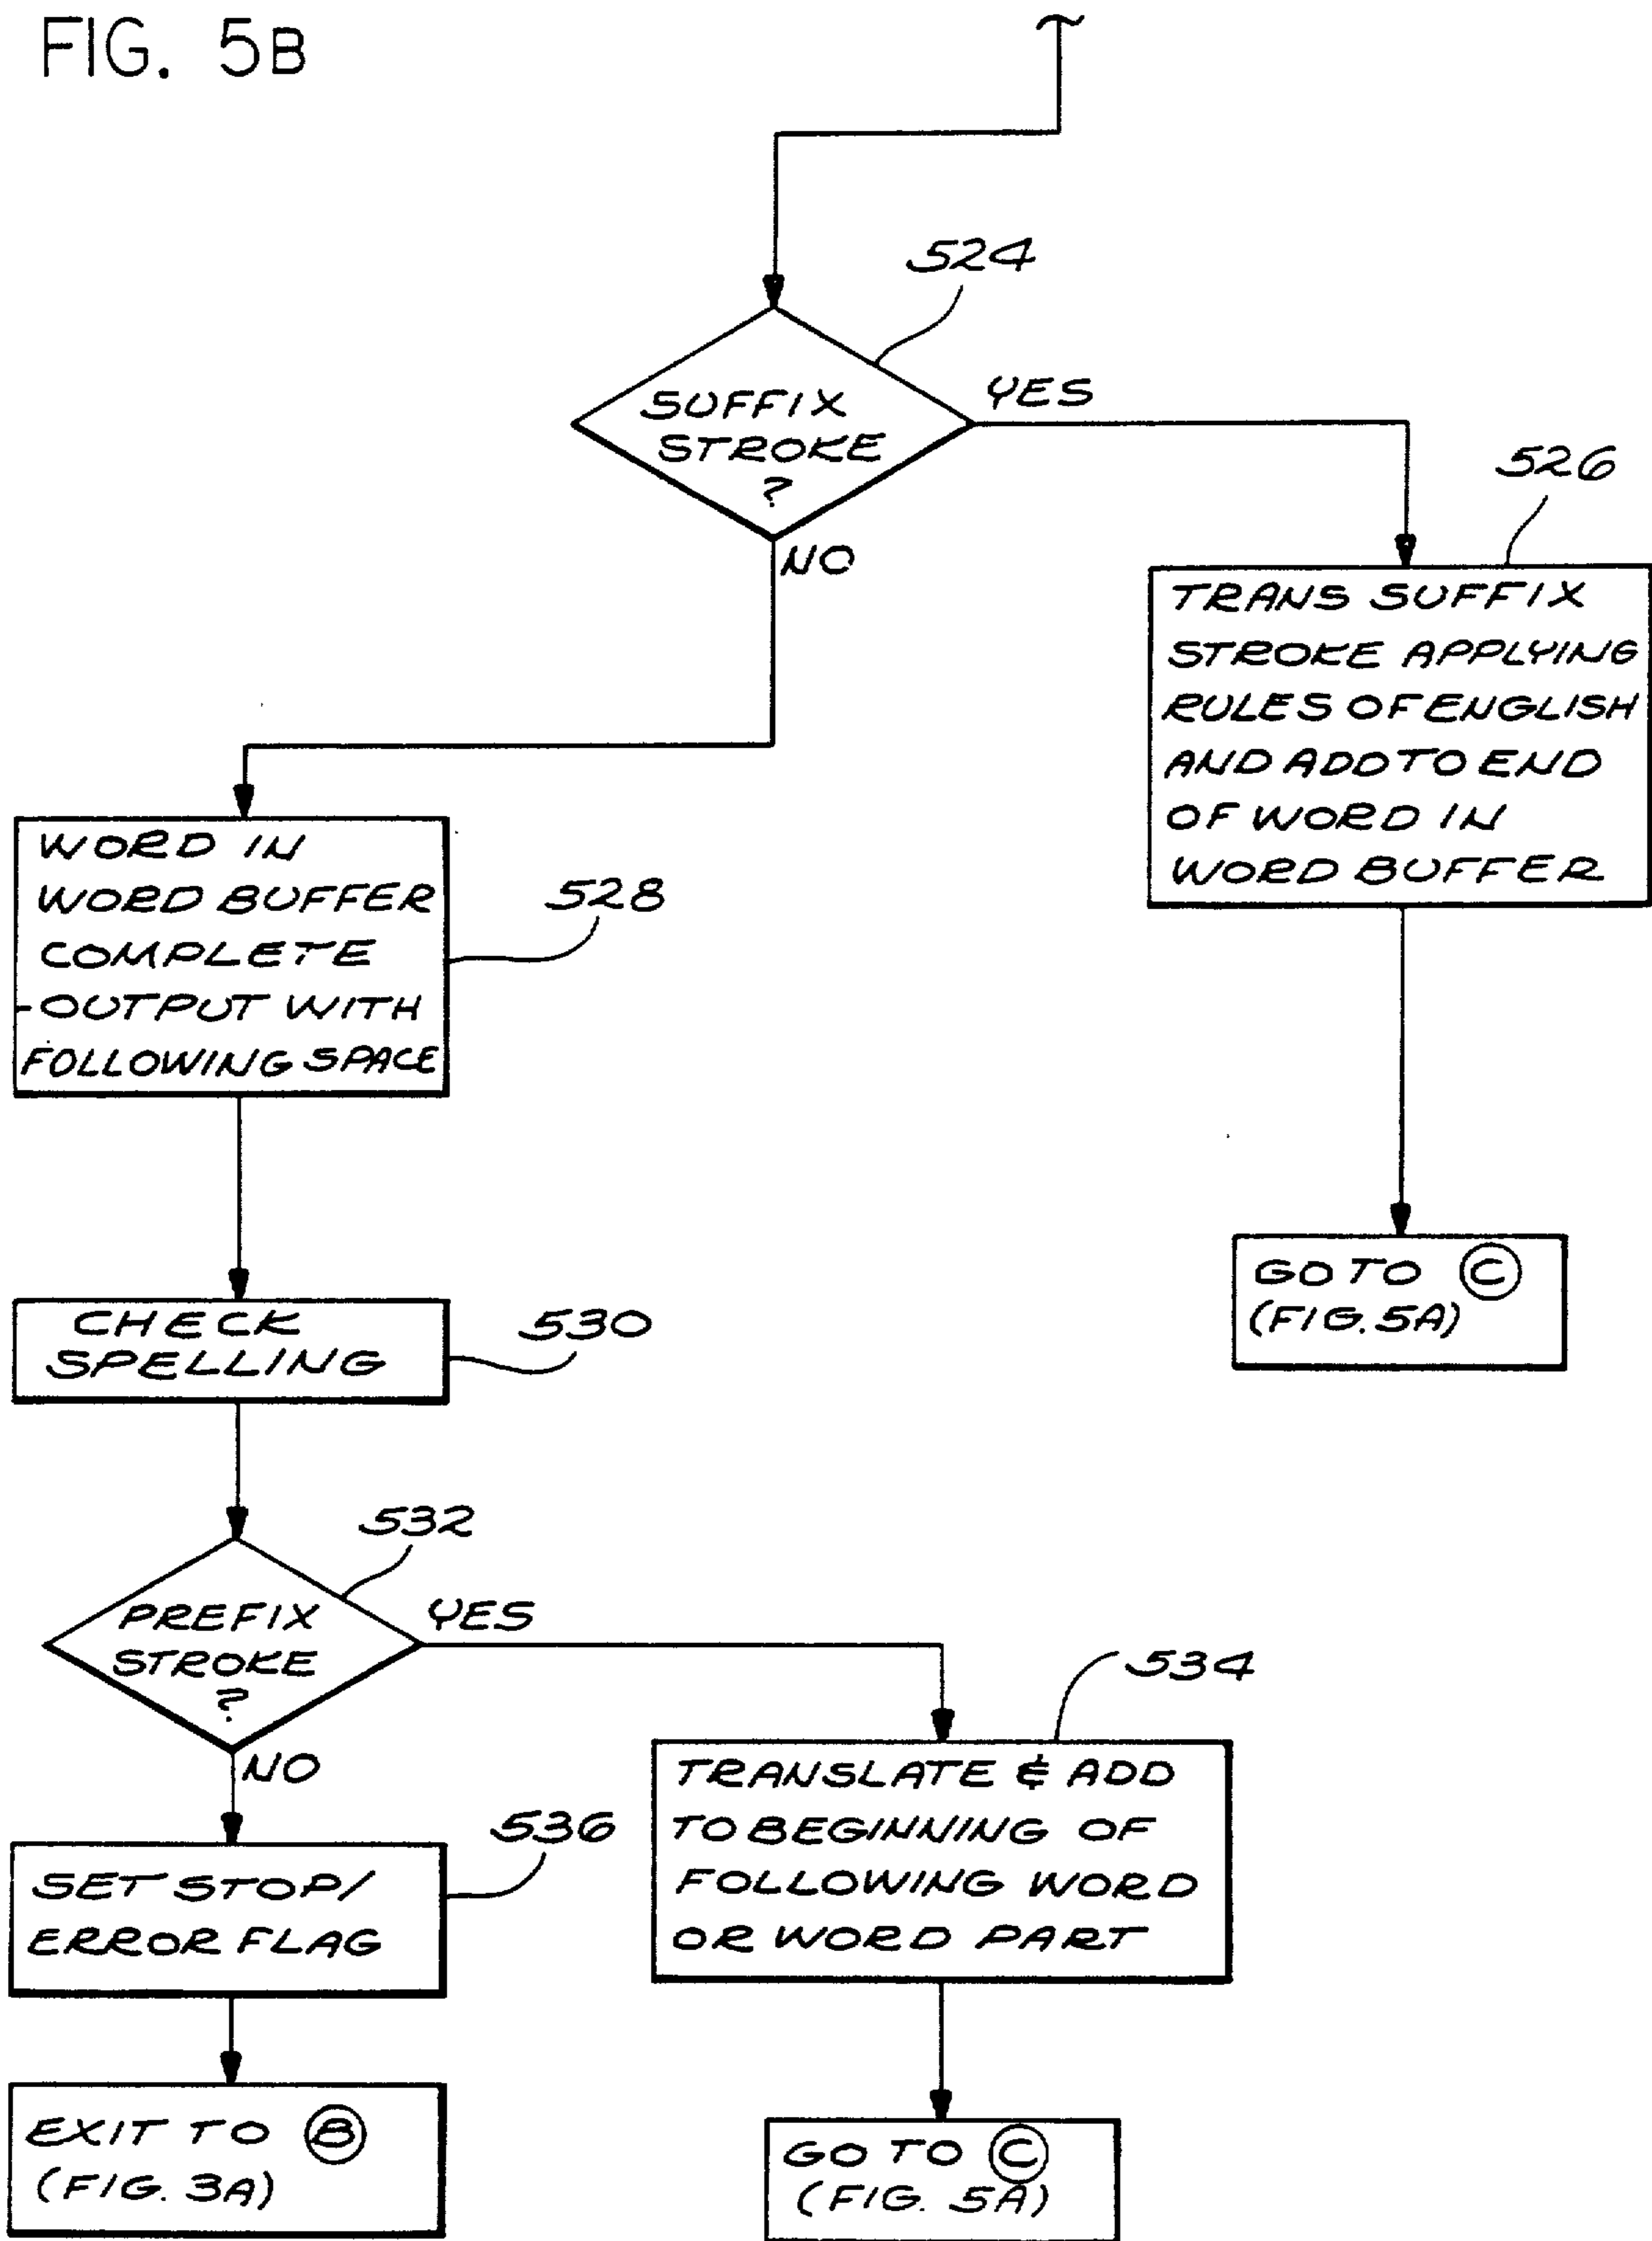 FIG. 5B
524
SUFFIX
STROKE
?
YES
NO
526
TRANS SUFFIX
STROKE APPLYING
RULES OF ENGLISH
AND ADD TO END
OF WORD IN
WORD BUFFER
WORD IN
WORD BUFFER
COMPLETE
-OUTPUT WITH
FOLLOWING SPACE
528
GO TO C
(FIG. 5A)
CHECK
SPELLING
530
532
PREFIX
STROKE
?
YES
NO
534
TRANSLATE & ADD
TO BEGINNING OF
FOLLOWING WORD
OR WORD PART
536
SET STOP/
ERROR FLAG
EXIT TO B
(FIG. 3A)
GO TO C
(FIG. 5A)